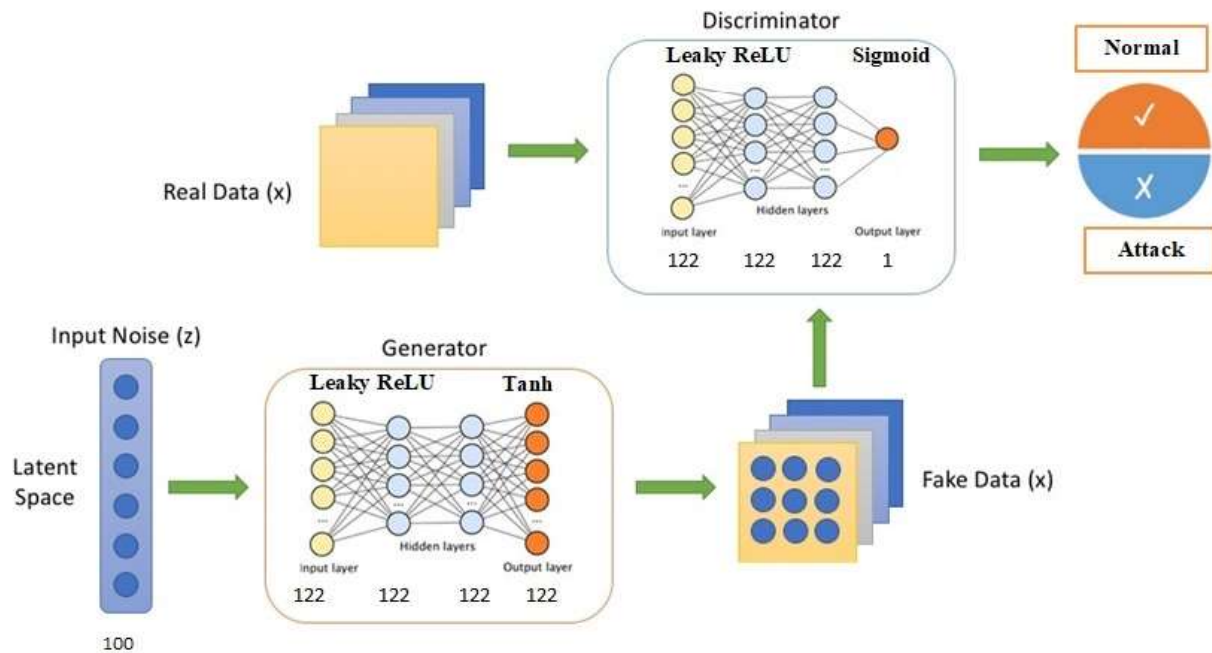 Discriminator
Leaky ReLU
Sigmoid
...
...
...
Hidden layers
Input layer
Output layer
122
122
122
1
Normal
✓
X
Attack
Real Data (x)
Input Noise (z)
Latent
Space
100
Generator
Leaky ReLU
Tanh
...
...
...
...
Hidden layers
Input layer
Output layer
122
122
122
122
Fake Data (x)